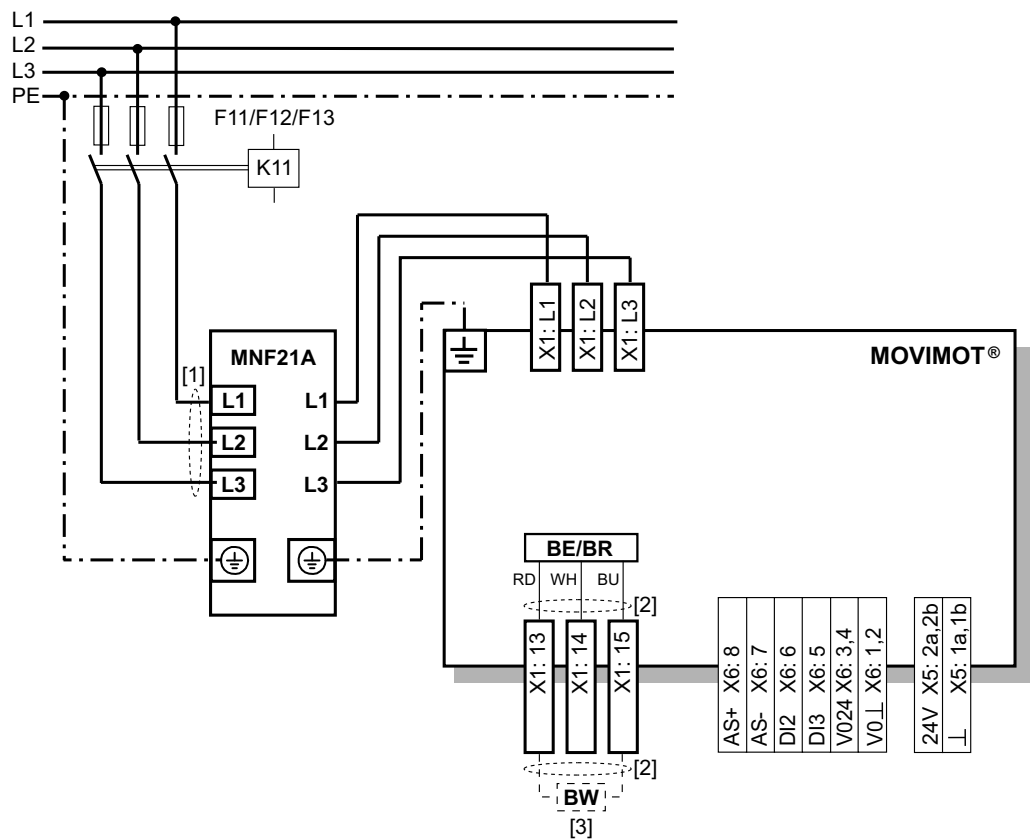 L1
L2
L3
PE
F11/F12/F13
K11
X1: L1
X1: L2
X1: L3
MNF21A
MOVIMOT®
[1]
L1 L1
L2 L2
L3 L3
BE/BR
RD WH BU
[2]
X1: 13
X1: 14
X1: 15
AS+ X6: 8
AS- X6: 7
DI2 X6: 6
DI3 X6: 5
V024 X6: 3,4
V0⊥ X6: 1,2
24V X5: 2a,2b
⊥ X5: 1a,1b
[2]
BW
[3]